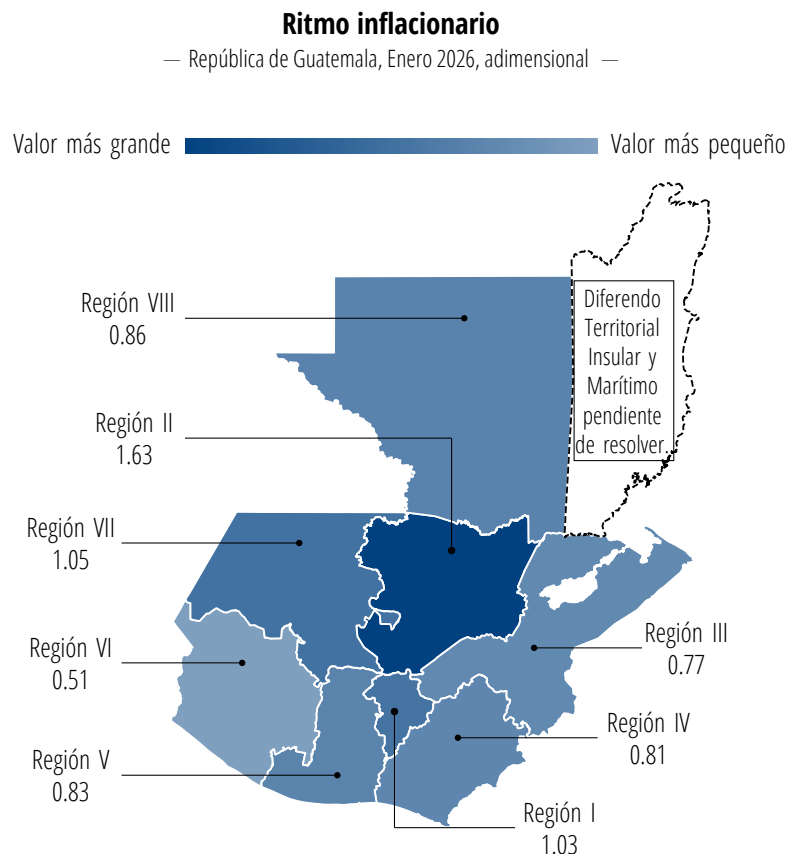 Ritmo inflacionario
— República de Guatemala, Enero 2026, adimensional —
Valor más grande
Valor más pequeño
Región VIII
0.86
Diferendo
Territorial
Insular y
Marítimo
pendiente
de resolver.
Región II
1.63
Región VII
1.05
Región VI
0.51
Región III
0.77
Región IV
0.81
Región V
0.83
Región I
1.03